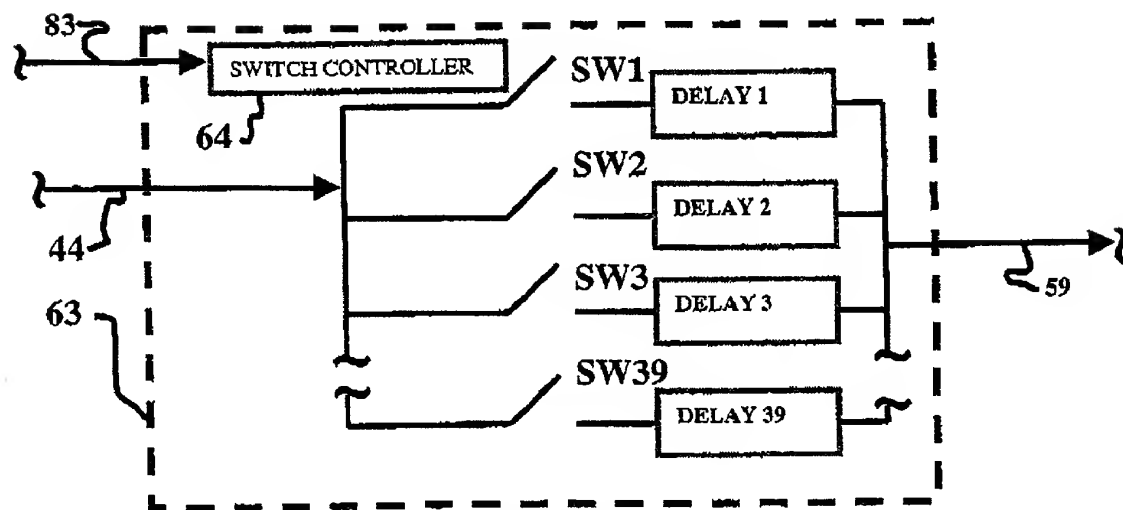 83
SWITCH CONTROLLER
64
SW1
DELAY 1
44
SW2
DELAY 2
59
SW3
DELAY 3
63
SW39
DELAY 39